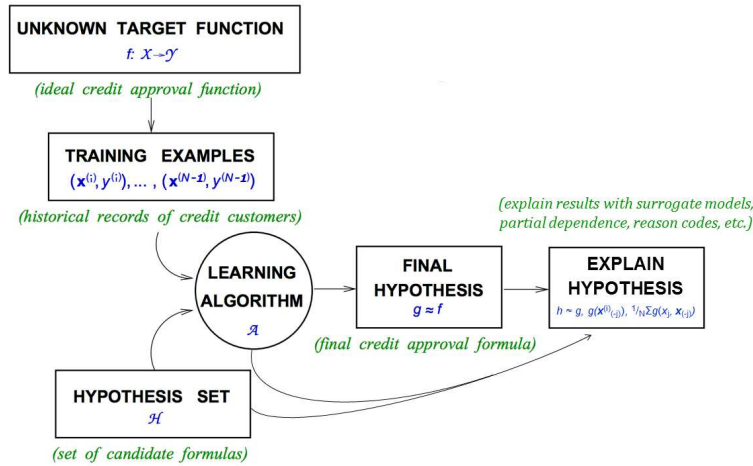 UNKNOWN TARGET FUNCTION
f: X→Y
(ideal credit approval function)
TRAINING EXAMPLES
(x⁽ⁱ⁾, y⁽ⁱ⁾), ... , (x⁽ᴺ⁻¹⁾, y⁽ᴺ⁻¹⁾)
(historical records of credit customers)
(explain results with surrogate models,
partial dependence, reason codes, etc.)
LEARNING
ALGORITHM
𝒜
FINAL
HYPOTHESIS
g ≈ f
(final credit approval formula)
EXPLAIN
HYPOTHESIS
h ≈ g, g(x⁽ⁱ⁾₍₋ⱼ₎), ¹/N Σg(xⱼ, x₍₋ⱼ₎)
HYPOTHESIS SET
ℋ
(set of candidate formulas)